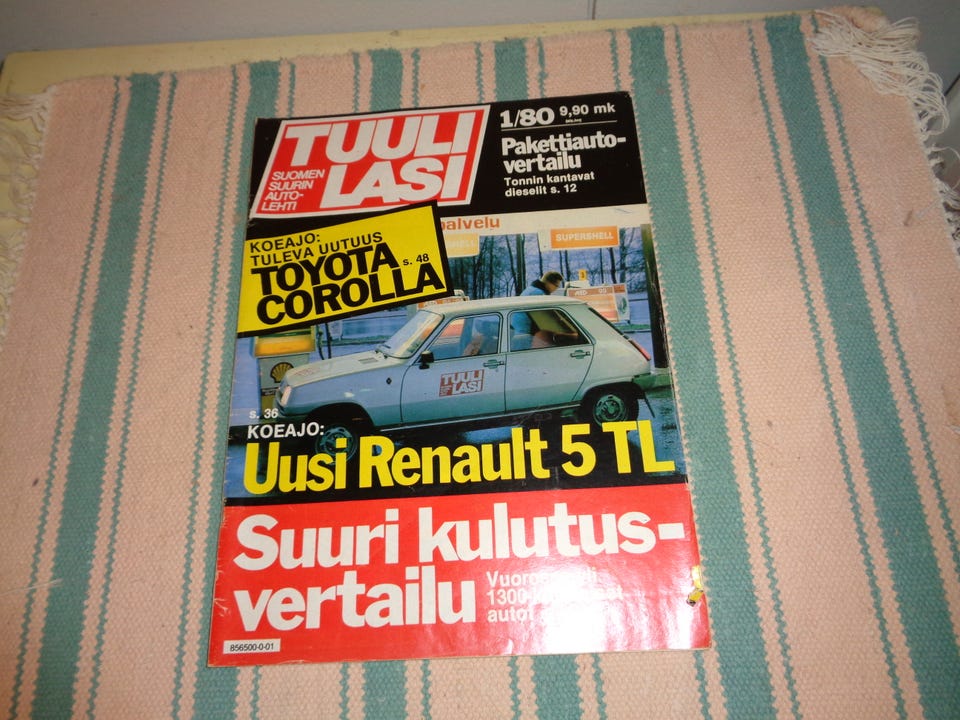 TUULI
LASI
SUOMEN
SUURIN
AUTO-
LEHTI
1/80 9,90 mk
Pakettiauto-
vertailu
Tonnin kantavat
dieselit s. 12
KOEAJO:
TULEVA UUTUUS
TOYOTA s. 48
COROLLA
palvelu
SHELL
SUPERSHELL
TUULI
LASI
s. 36
KOEAJO:
Uusi Renault 5 TL
Suuri kulutus-
vertailu
856500-0-01